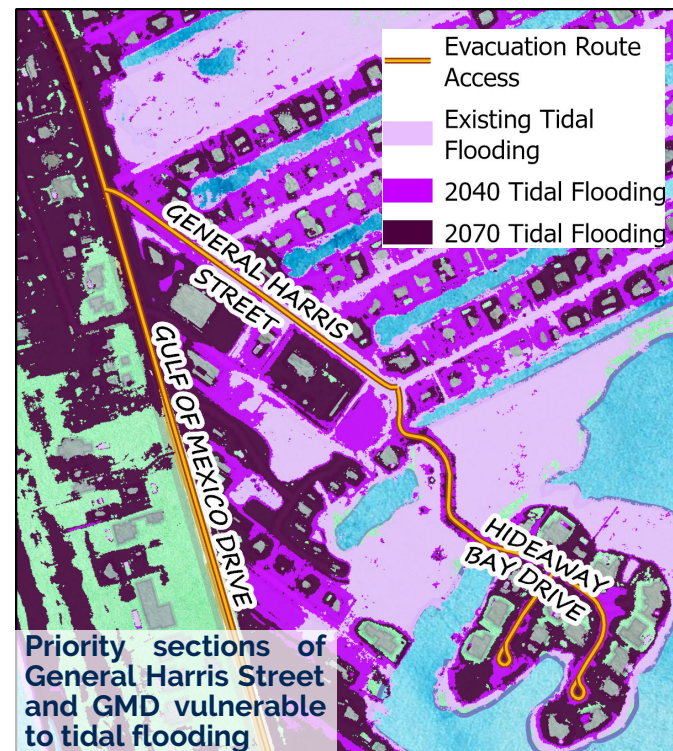 Evacuation Route
Access
Existing Tidal
Flooding
2040 Tidal Flooding
2070 Tidal Flooding
GENERAL HARRIS
STREET
GULF OF MEXICO DRIVE
HIDEAWAY
BAY DRIVE
Priority sections of
General Harris Street
and GMD vulnerable
to tidal flooding